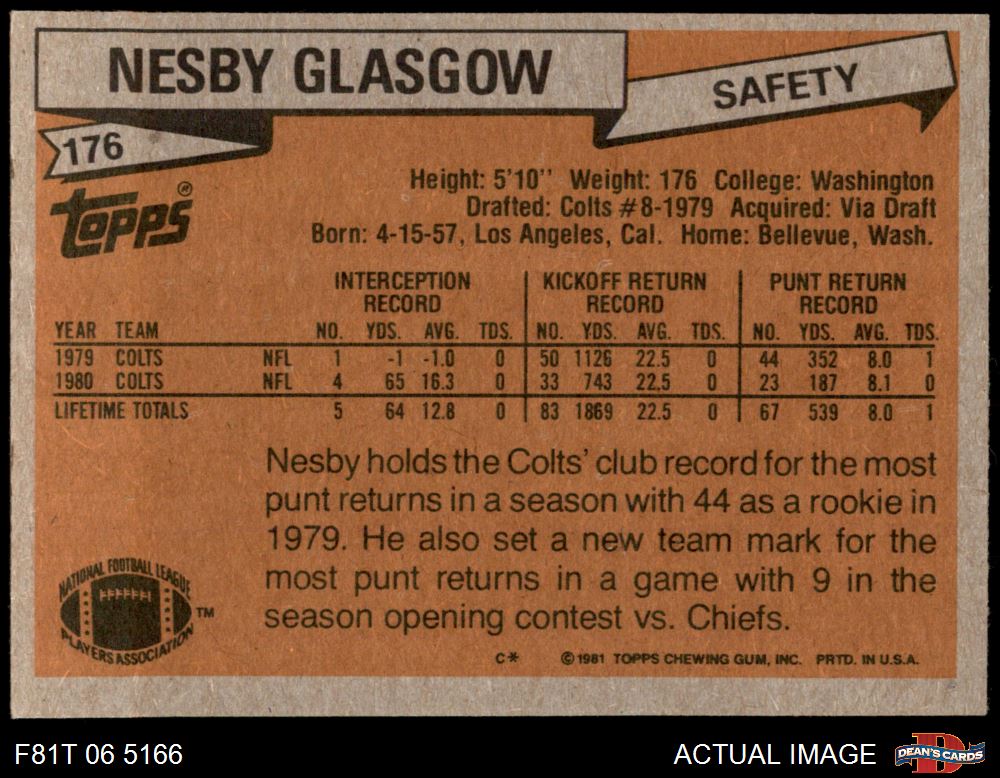 NESBY GLASGOW
SAFETY
176
topps®
Height: 5'10" Weight: 176 College: Washington
Drafted: Colts #8-1979 Acquired: Via Draft
Born: 4-15-57, Los Angeles, Cal. Home: Bellevue, Wash.
INTERCEPTION RECORD KICKOFF RETURN RECORD PUNT RETURN RECORD
YEAR TEAM NO. YDS. AVG. TDS. NO. YDS. AVG. TDS. NO. YDS. AVG. TDS.
1979 COLTS NFL 1 -1 -1.0 0 50 1126 22.5 0 44 352 8.0 1
1980 COLTS NFL 4 65 16.3 0 33 743 22.5 0 23 187 8.1 0
LIFETIME TOTALS 5 64 12.8 0 83 1869 22.5 0 67 539 8.0 1
Nesby holds the Colts' club record for the most
punt returns in a season with 44 as a rookie in
1979. He also set a new team mark for the
most punt returns in a game with 9 in the
season opening contest vs. Chiefs.
NATIONAL FOOTBALL LEAGUE
PLAYERS ASSOCIATION ™
C* ©1981 TOPPS CHEWING GUM, INC. PRTD. IN U.S.A.
F81T 06 5166
ACTUAL IMAGE
D
DEAN'S CARDS